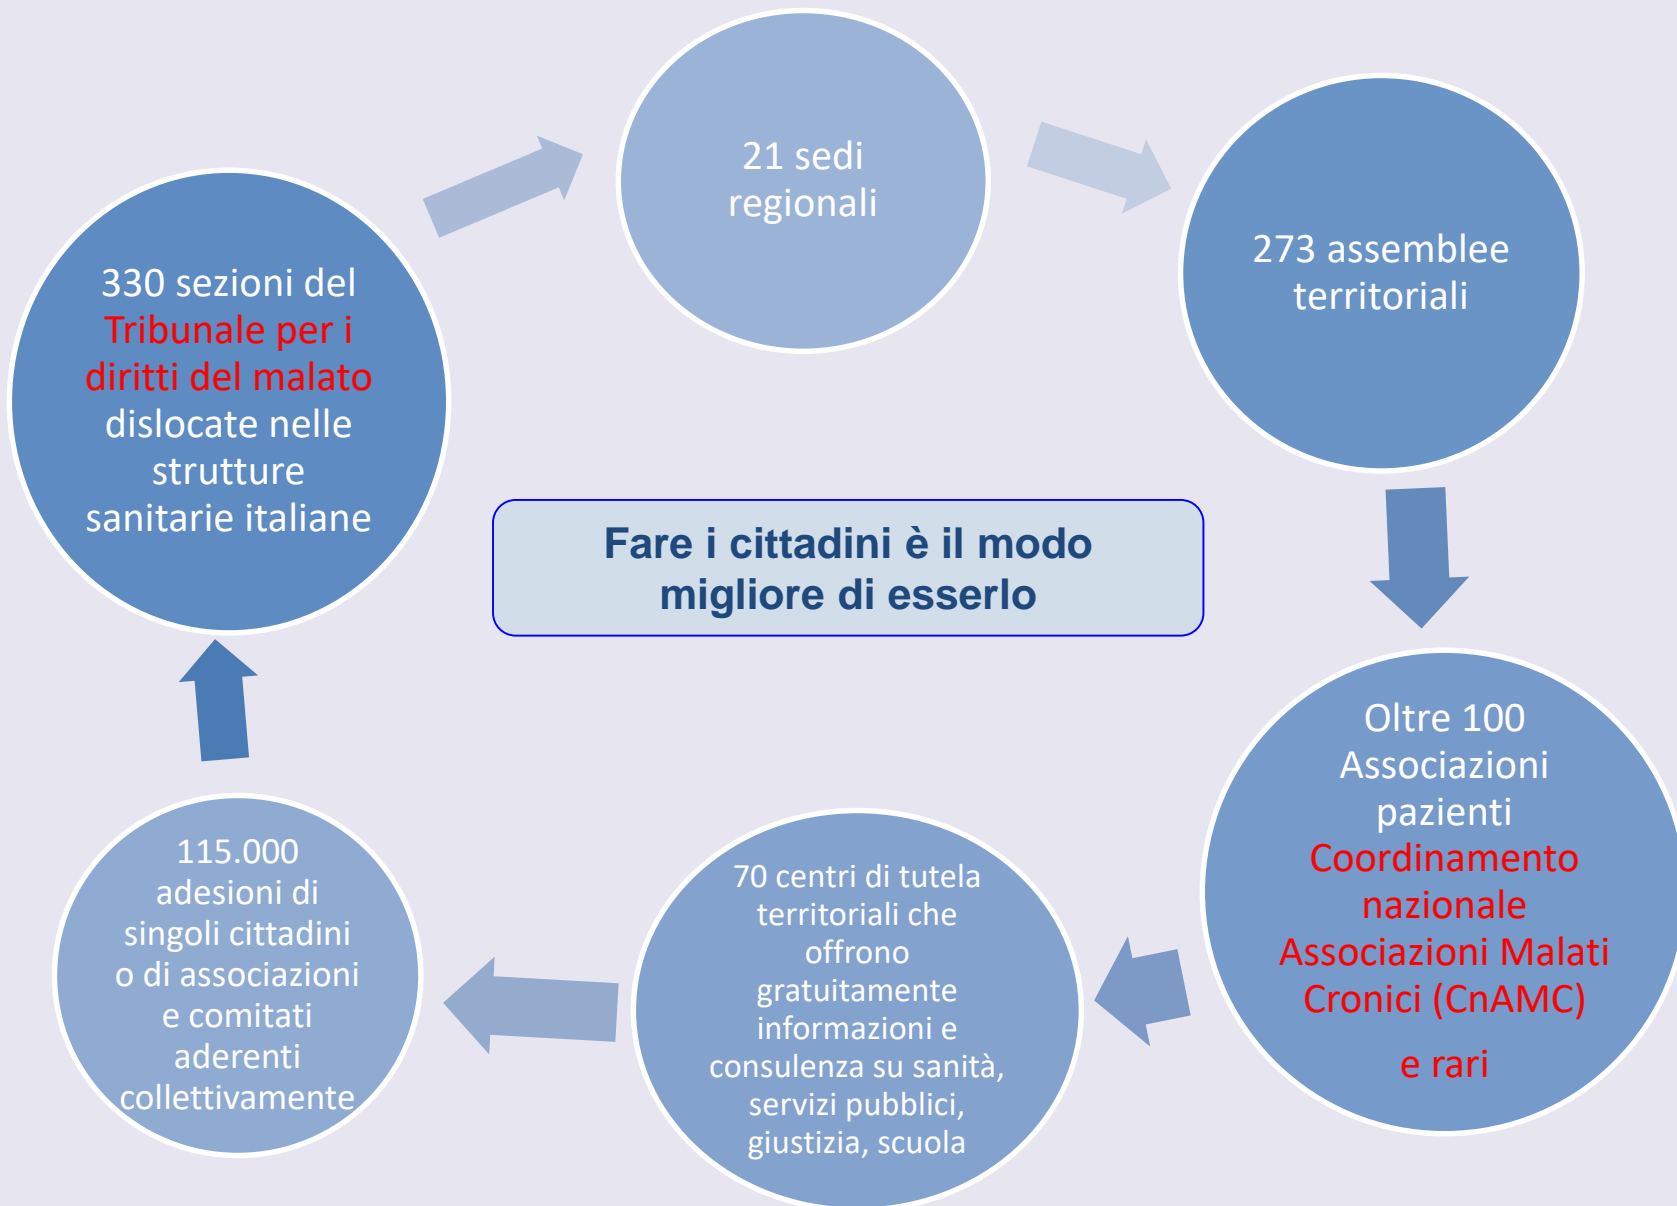 21 sedi
regionali
273 assemblee
territoriali
Oltre 100
Associazioni
pazienti
Coordinamento
nazionale
Associazioni Malati
Cronici (CnAMC)
e rari
70 centri di tutela
territoriali che
offrono
gratuitamente
informazioni e
consulenza su sanità,
servizi pubblici,
giustizia, scuola
115.000
adesioni di
singoli cittadini
o di associazioni
e comitati
aderenti
collettivamente
330 sezioni del
Tribunale per i
diritti del malato
dislocate nelle
strutture
sanitarie italiane
Fare i cittadini è il modo
migliore di esserlo